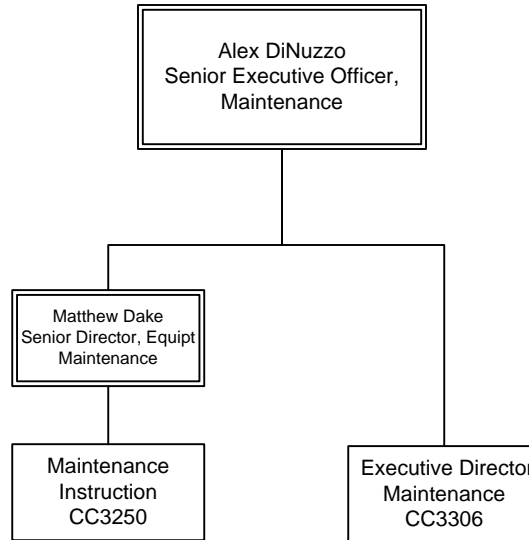 Alex DiNuzzo
Senior Executive Officer,
Maintenance
Matthew Dake
Senior Director, Equipt
Maintenance
Maintenance
Instruction
CC3250
Executive Director
Maintenance
CC3306